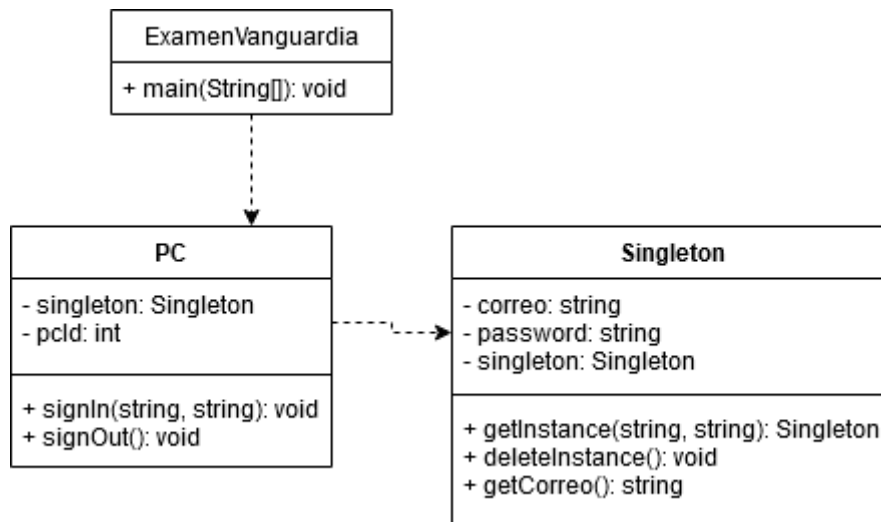 ExamenVanguardia
+ main(String[]): void
PC
- singleton: Singleton
- pcId: int
+ signIn(string, string): void
+ signOut(): void
Singleton
- correo: string
- password: string
- singleton: Singleton
+ getInstance(string, string): Singleton
+ deleteInstance(): void
+ getCorreo(): string